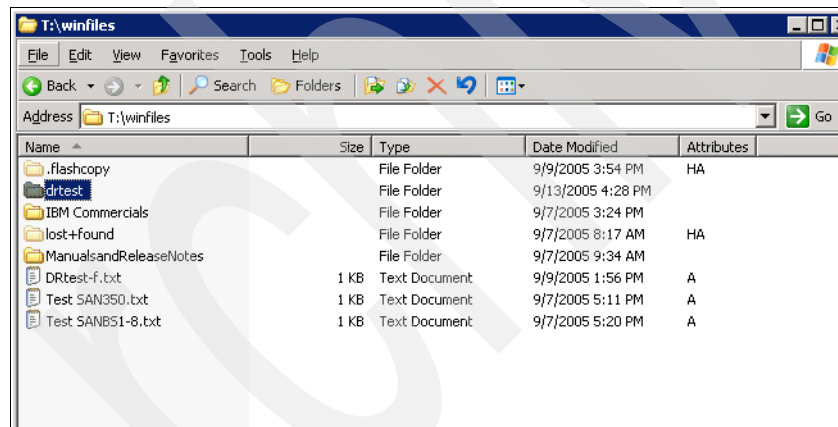 T:\winfiles
File Edit View Favorites Tools Help
Back Search Folders
Address T:\winfiles Go
Name Size Type Date Modified Attributes
.flashcopy File Folder 9/9/2005 3:54 PM HA
drtest File Folder 9/13/2005 4:28 PM
IBM Commercials File Folder 9/7/2005 3:24 PM
lost+found File Folder 9/7/2005 8:17 AM HA
ManualsandReleaseNotes File Folder 9/7/2005 9:34 AM
DRtest-f.txt 1 KB Text Document 9/9/2005 1:56 PM A
Test SAN350.txt 1 KB Text Document 9/7/2005 5:11 PM A
Test SANBS1-8.txt 1 KB Text Document 9/7/2005 5:20 PM A